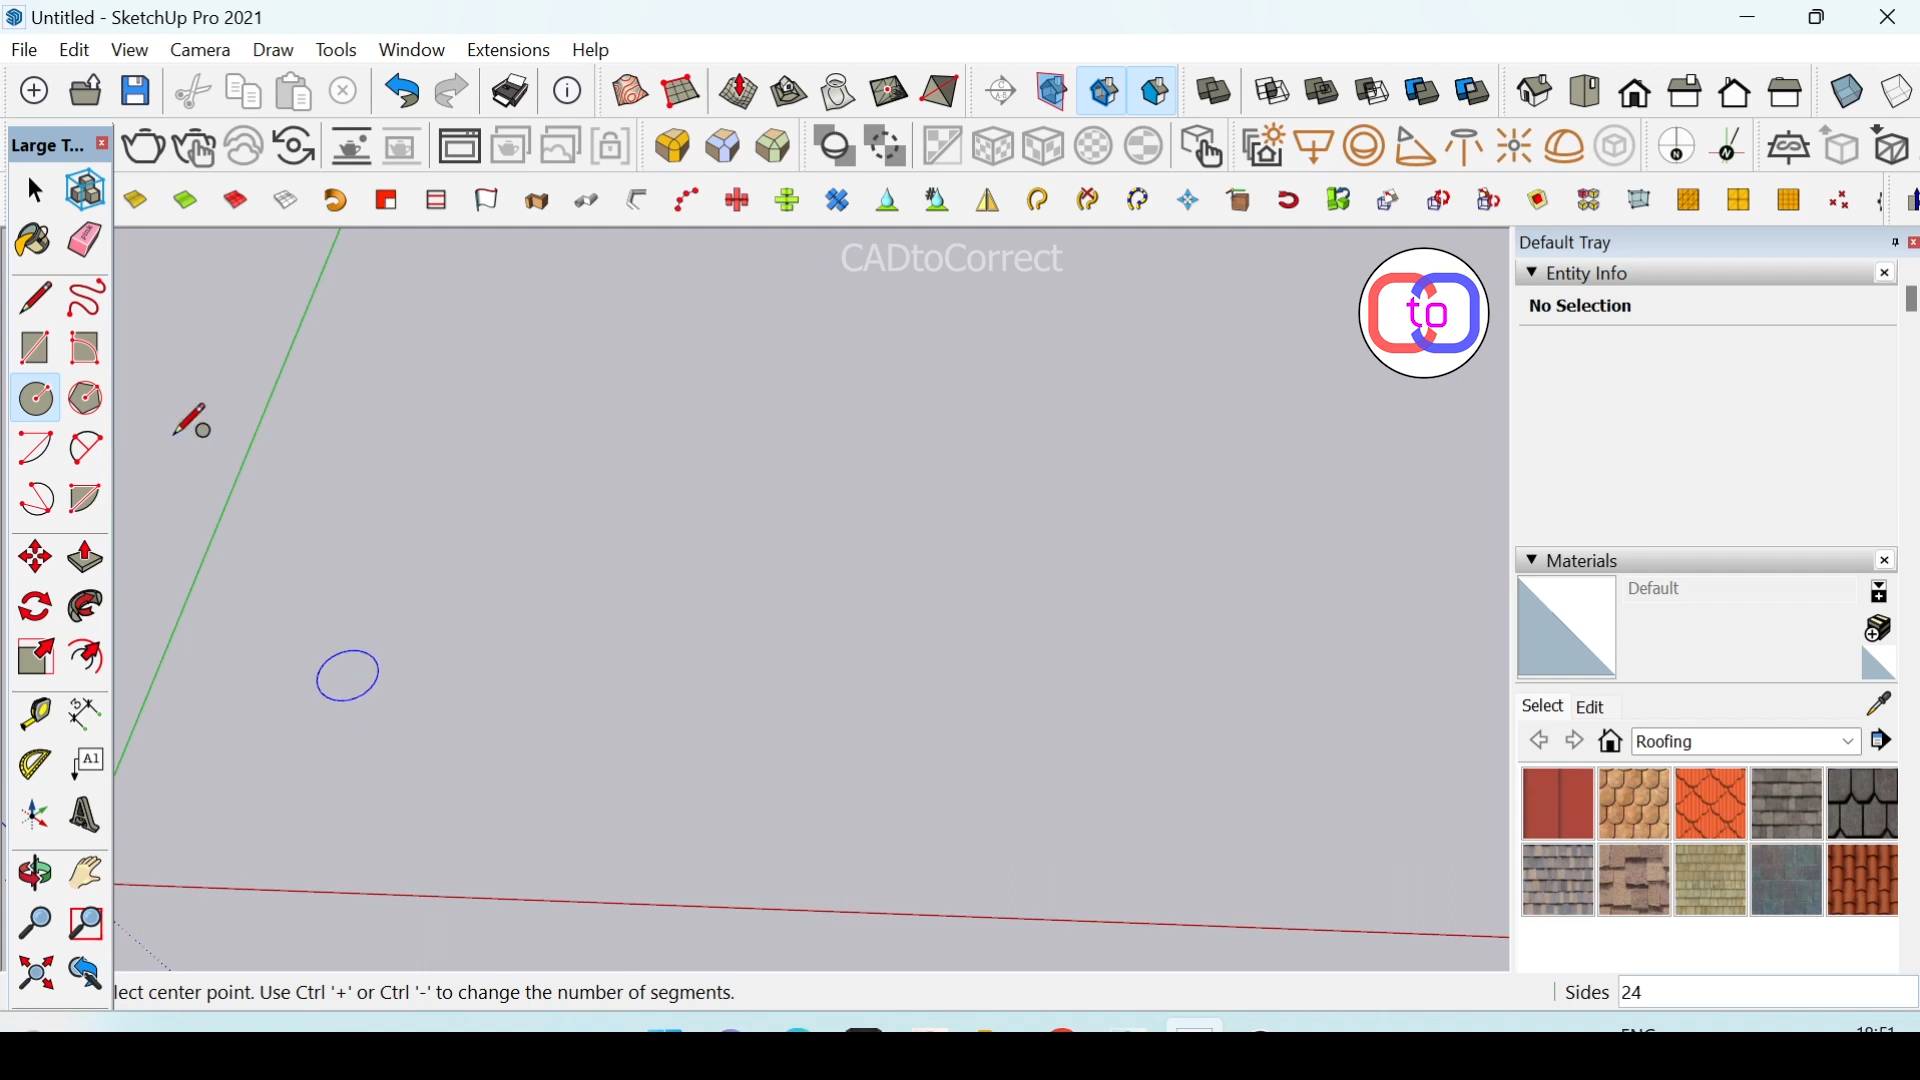 Untitled - SketchUp Pro 2021
File Edit View Camera Draw Tools Window Extensions Help
Large T...
CADtoCorrect
to
Default Tray
Entity Info
No Selection
Materials
Default
Select Edit
Roofing
A1
lect center point. Use Ctrl '+' or Ctrl '-' to change the number of segments.
Sides 24